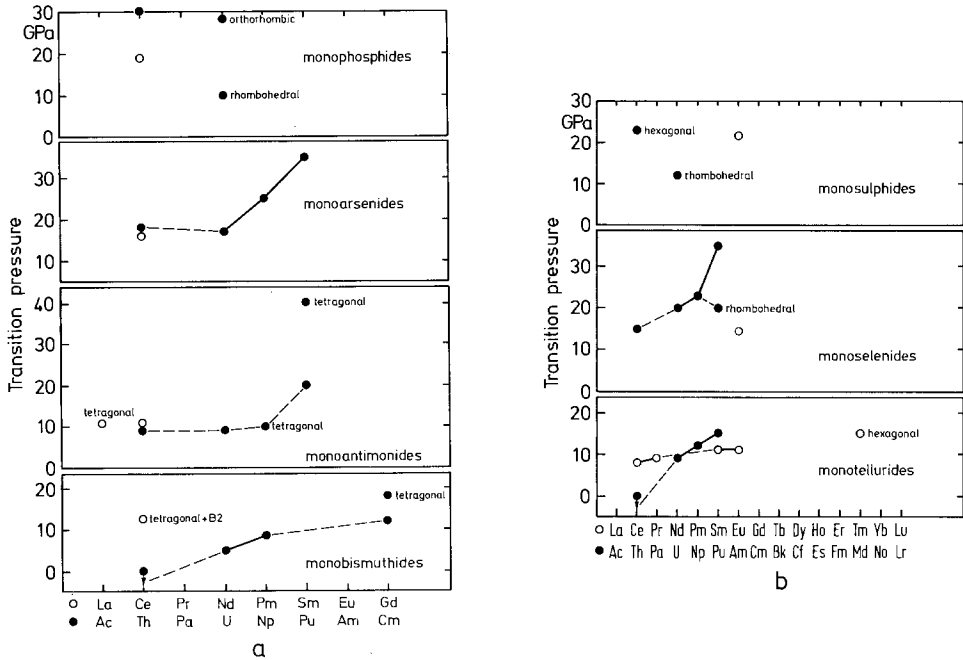 30
GPa
20
10
0
orthorhombic
monophosphides
rhombohedral
30
20
10
monoarsenides
40
30
20
10
0
tetragonal
tetragonal
tetragonal
monoantimonides
20
10
0
tetragonal
tetragonal+B2
monobismuthides
Transition pressure
○ La Ce Pr Nd Pm Sm Eu Gd
● Ac Th Pa U Np Pu Am Cm
a
30
GPa
20
10
0
hexagonal
rhombohedral
monosulphides
30
20
10
0
rhombohedral
monoselenides
20
10
0
hexagonal
monotellurides
Transition pressure
○ La Ce Pr Nd Pm Sm Eu Gd Tb Dy Ho Er Im Yb Lu
● Ac Th Pa U Np Pu Am Cm Bk Cf Es Fm Md No Lr
b